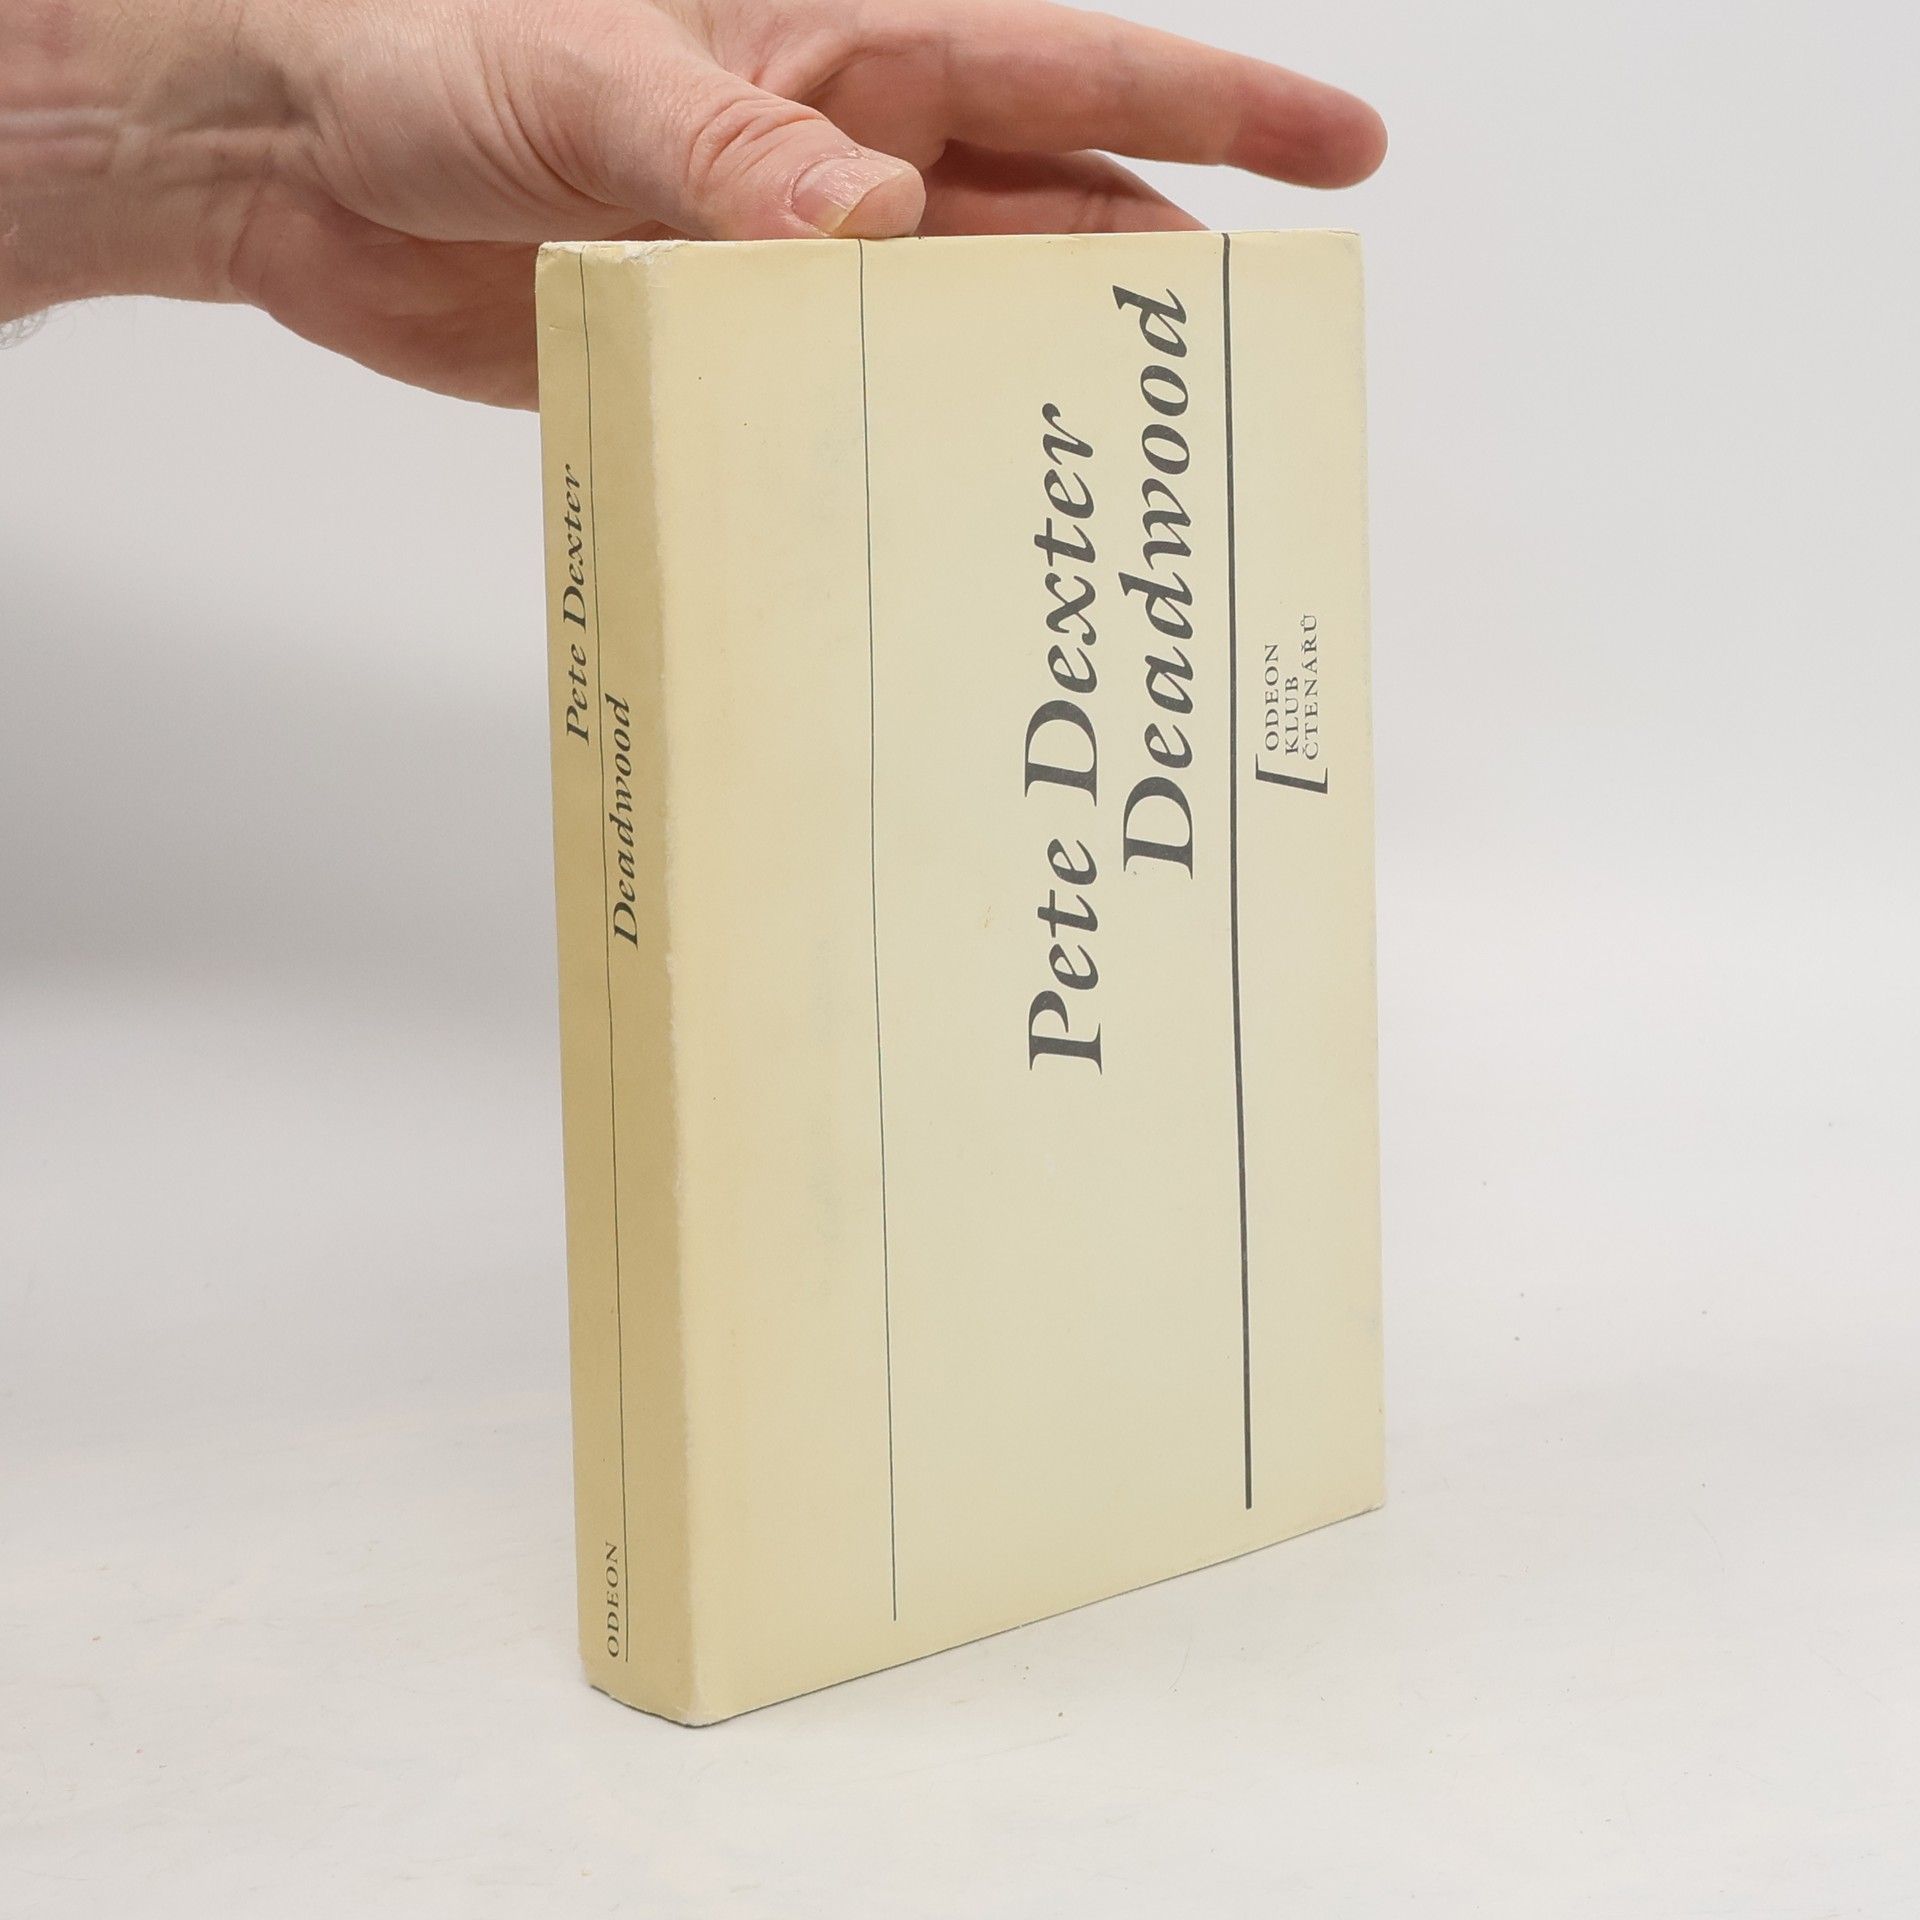 Pete Dexter
Deadwood
ODEON
Pete Dexter
Deadwood
ODEON
KLUB
ČTENÁŘŮ